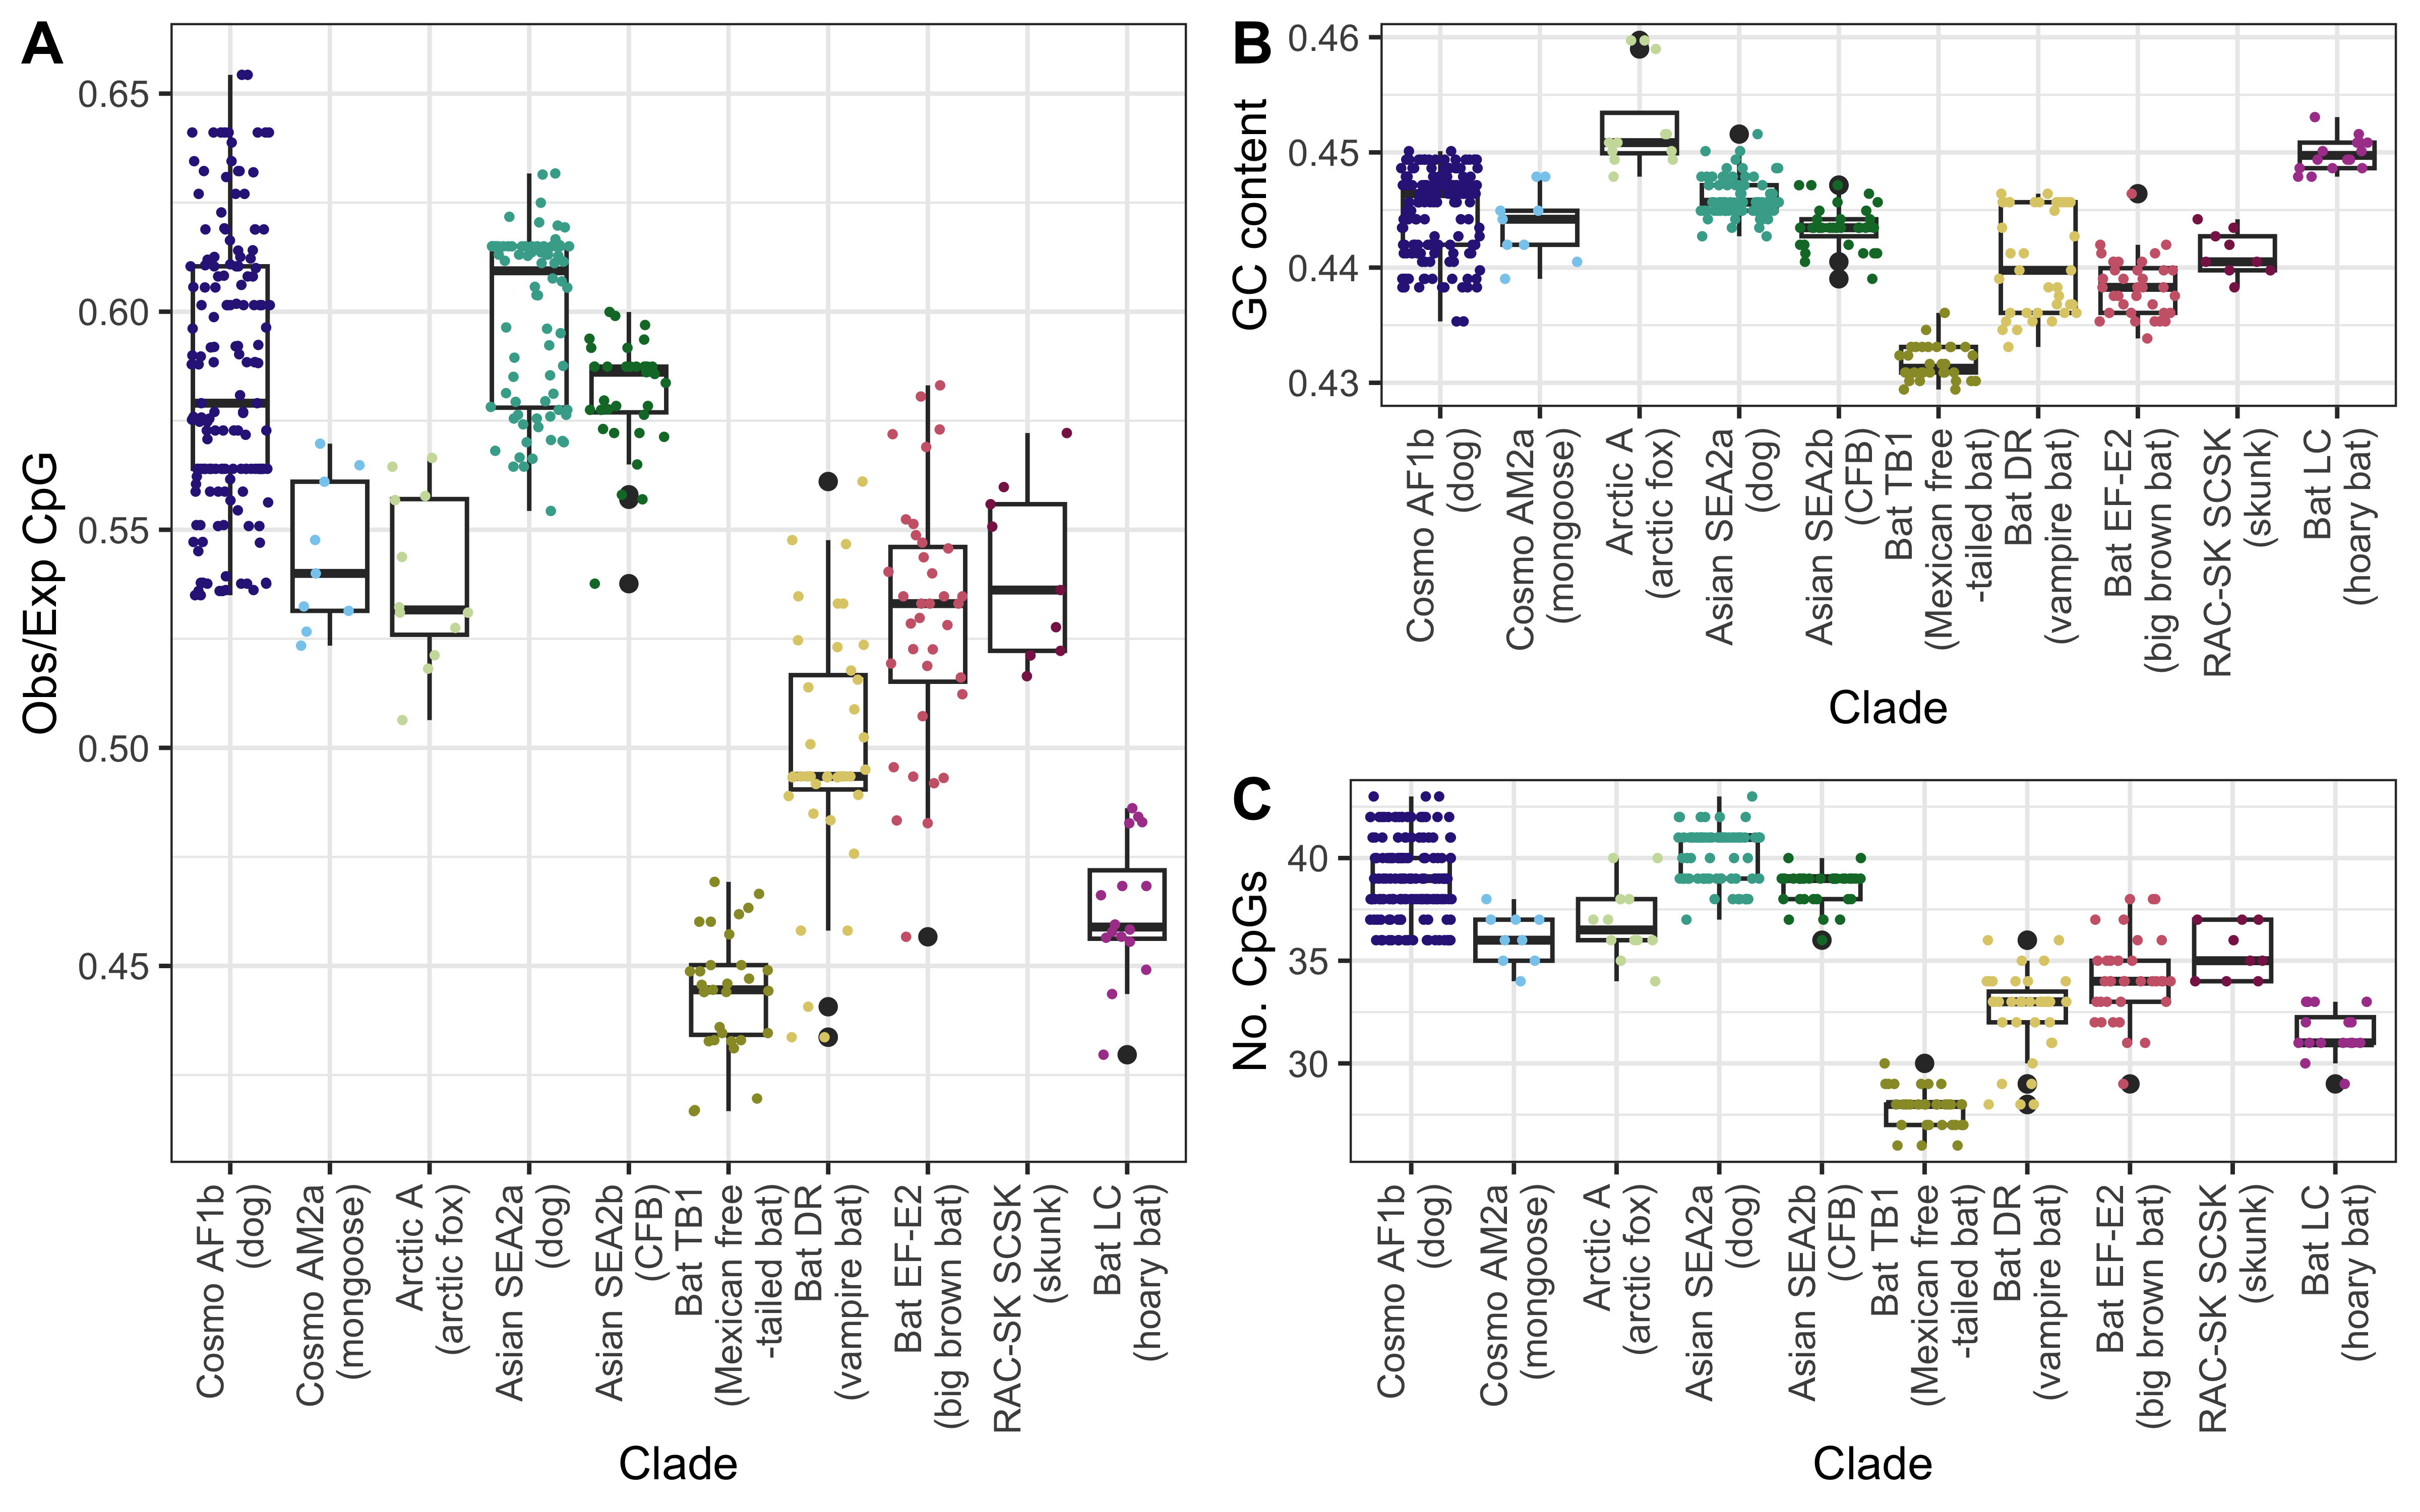 A
Obs/Exp CpG
0.65
0.60
0.55
0.50
0.45
Cosmo AF1b
(dog)
Cosmo AM2a
(mongoose)
Arctic A
(arctic fox)
Asian SEA2a
(dog)
Asian SEA2b
(CFB)
Bat TB1
(Mexican free
-tailed bat)
Bat DR
(vampire bat)
Bat EF-E2
(big brown bat)
RAC-SK SCSK
(skunk)
Bat LC
(hoary bat)
Clade
B
GC content
0.46
0.45
0.44
0.43
Cosmo AF1b
(dog)
Cosmo AM2a
(mongoose)
Arctic A
(arctic fox)
Asian SEA2a
(dog)
Asian SEA2b
(CFB)
Bat TB1
(Mexican free
-tailed bat)
Bat DR
(vampire bat)
Bat EF-E2
(big brown bat)
RAC-SK SCSK
(skunk)
Bat LC
(hoary bat)
Clade
C
No. CpGs
40
35
30
Cosmo AF1b
(dog)
Cosmo AM2a
(mongoose)
Arctic A
(arctic fox)
Asian SEA2a
(dog)
Asian SEA2b
(CFB)
Bat TB1
(Mexican free
-tailed bat)
Bat DR
(vampire bat)
Bat EF-E2
(big brown bat)
RAC-SK SCSK
(skunk)
Bat LC
(hoary bat)
Clade